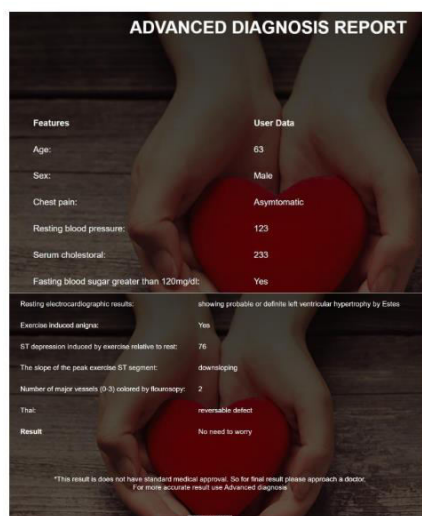 ADVANCED DIAGNOSIS REPORT
Features User Data
Age: 63
Sex: Male
Chest pain: Asymtomatic
Resting blood pressure: 123
Serum cholestoral: 233
Fasting blood sugar greater than 120mg/dl: Yes
Resting electrocardiographic results: showing probable or definite left ventricular hypertrophy by Estes
Exercise Induced anigna: Yes
ST depression induced by exercise relative to rest: 76
The slope of the peak exercise ST segment: downsloping
Number of major vessels (0-3) colored by flourosopy: 2
Thal: reversable defect
Result No need to worry
*This result is does not have standard medical approval. So for final result please approach a doctor.
For more accurate result use Advanced diagnosis